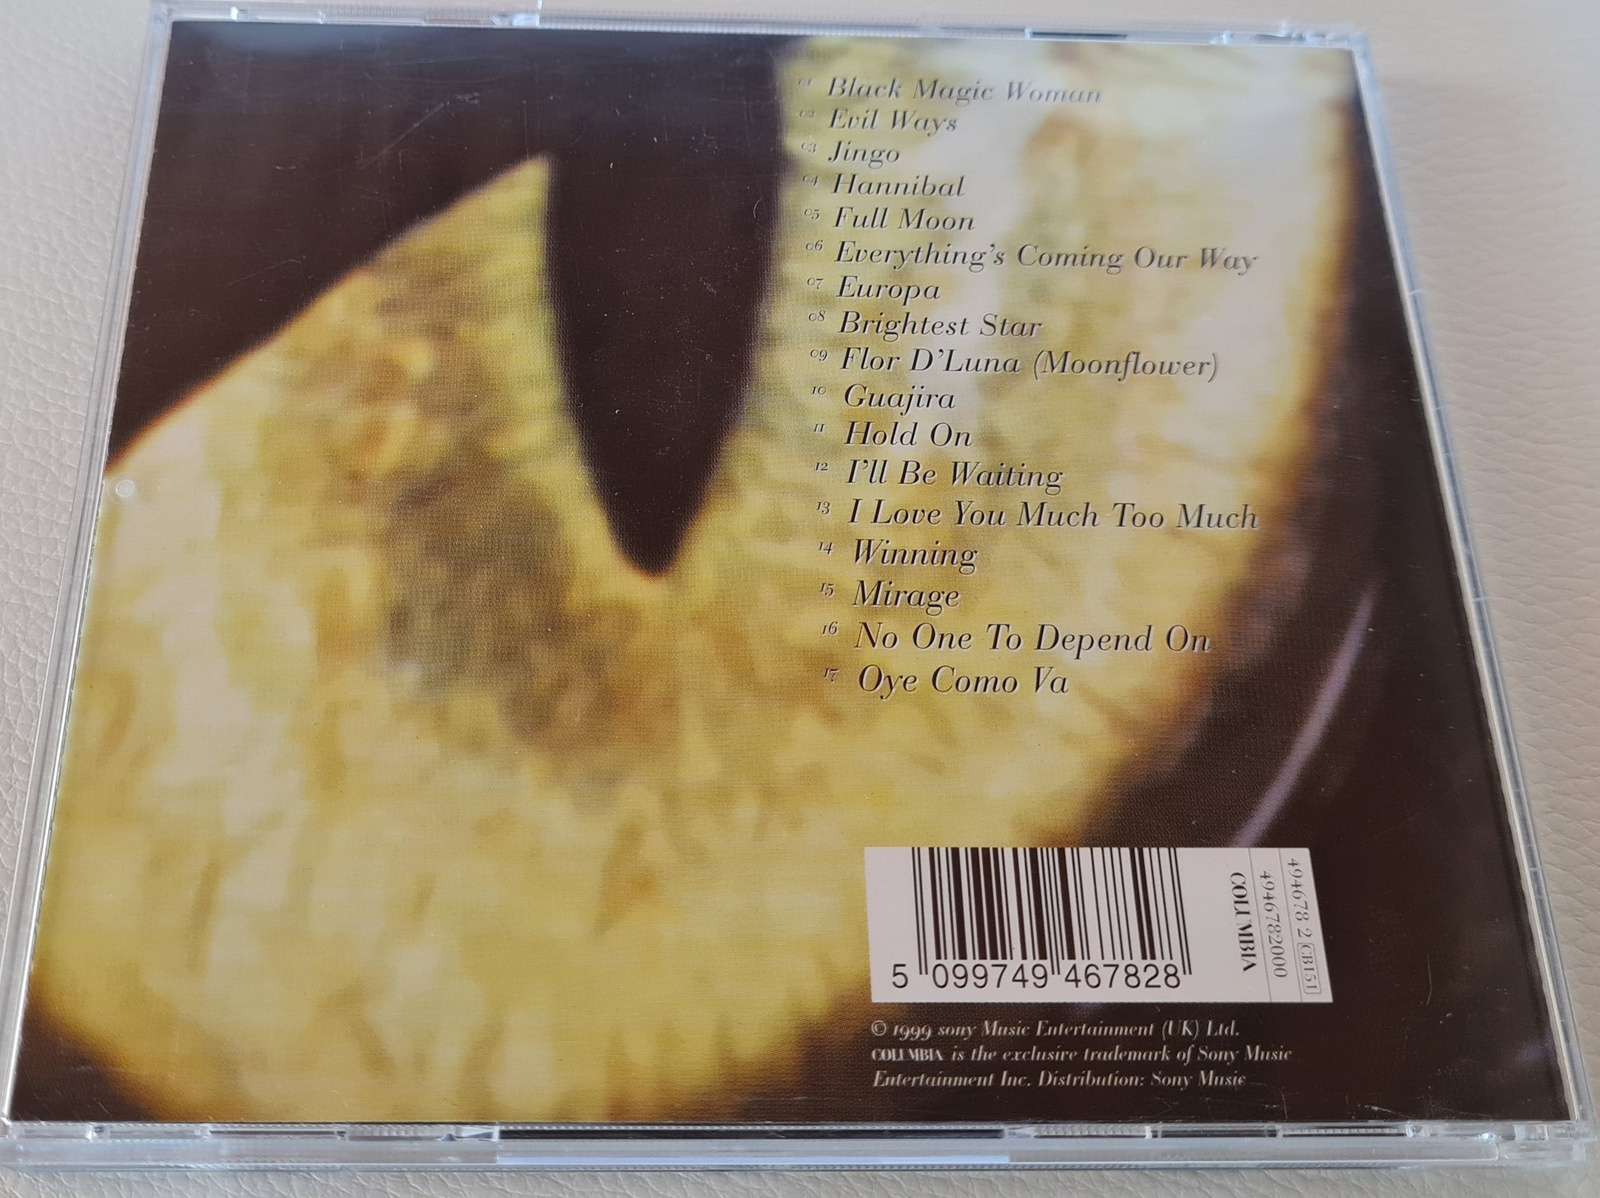 01 Black Magic Woman
02 Evil Ways
03 Jingo
04 Hannibal
05 Full Moon
06 Everything's Coming Our Way
07 Europa
08 Brightest Star
09 Flor D'Luna (Moonflower)
10 Guajira
11 Hold On
12 I'll Be Waiting
13 I Love You Much Too Much
14 Winning
15 Mirage
16 No One To Depend On
17 Oye Como Va
5 099749 467828
COLUMBIA
4946782000
494678 2 CB151
© 1999 sony Music Entertainment (UK) Ltd.
COLUMBIA is the exclusive trademark of Sony Music
Entertainment Inc. Distribution: Sony Music